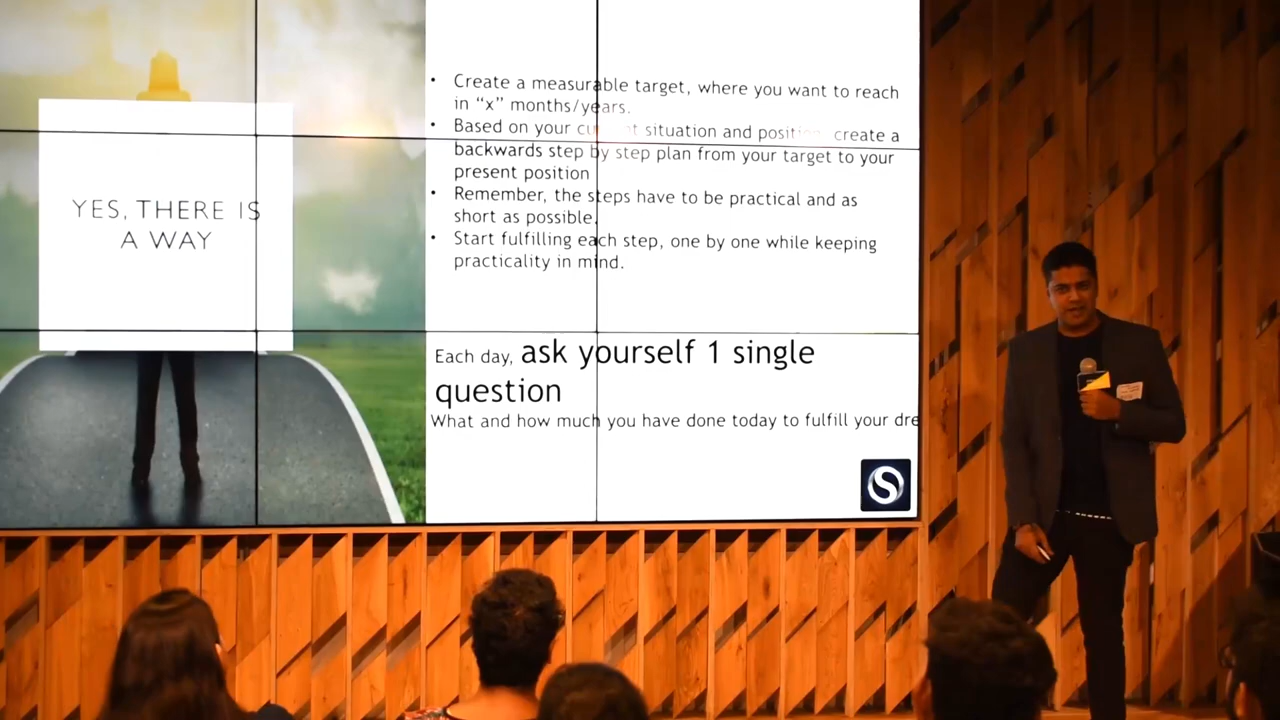 YES, THERE IS
A WAY
• Create a measurable target, where you want to reach
in “x” months/years.
• Based on your situation and create a
backwards step by step plan from your target to your
present position
• Remember, the steps have to be practical and as
short as possible.
• Start fulfilling each step, one by one while keeping
practicality in mind.
Each day, ask yourself 1 single
question
What and how much you have done today to fulfill your dre
S